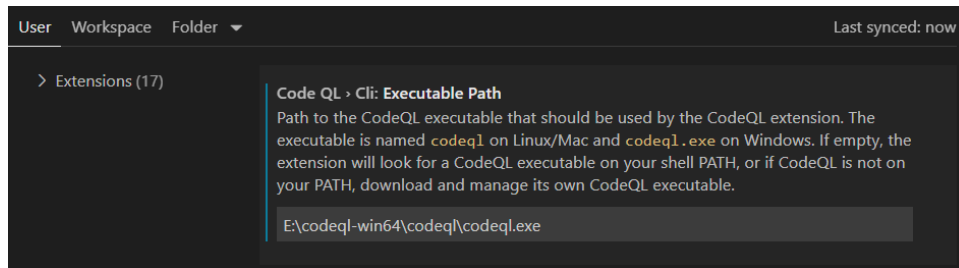 User Workspace Folder Last synced: now
Extensions (17)
Code QL › Cli: Executable Path
Path to the CodeQL executable that should be used by the CodeQL extension. The
executable is named codeql on Linux/Mac and codeql.exe on Windows. If empty, the
extension will look for a CodeQL executable on your shell PATH, or if CodeQL is not on
your PATH, download and manage its own CodeQL executable.
E:\codeql-win64\codeql\codeql.exe